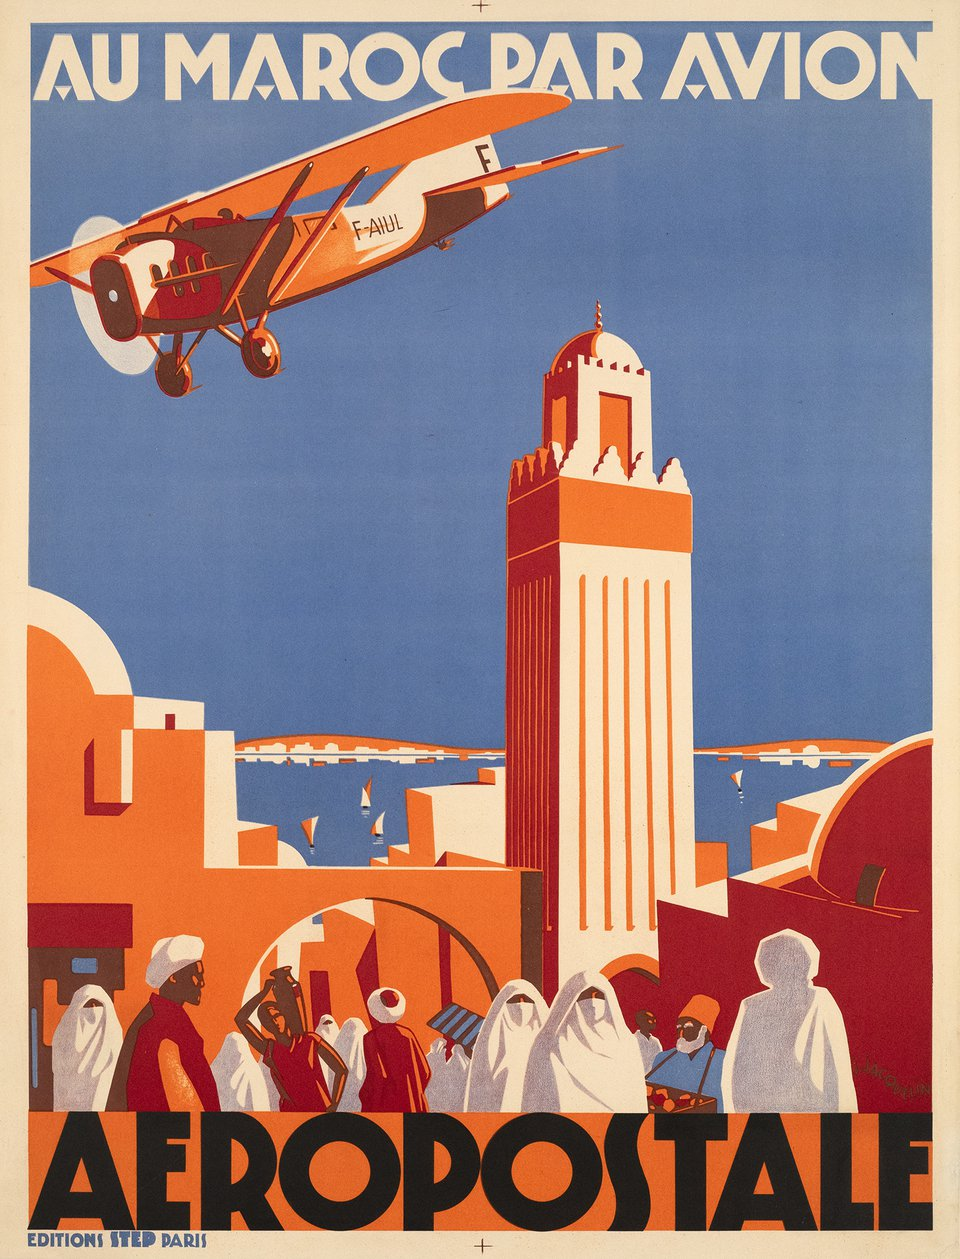 AU MAROC PAR AVION
F
F-AIUL
AEROPOSTALE
EDITIONS STEP PARIS